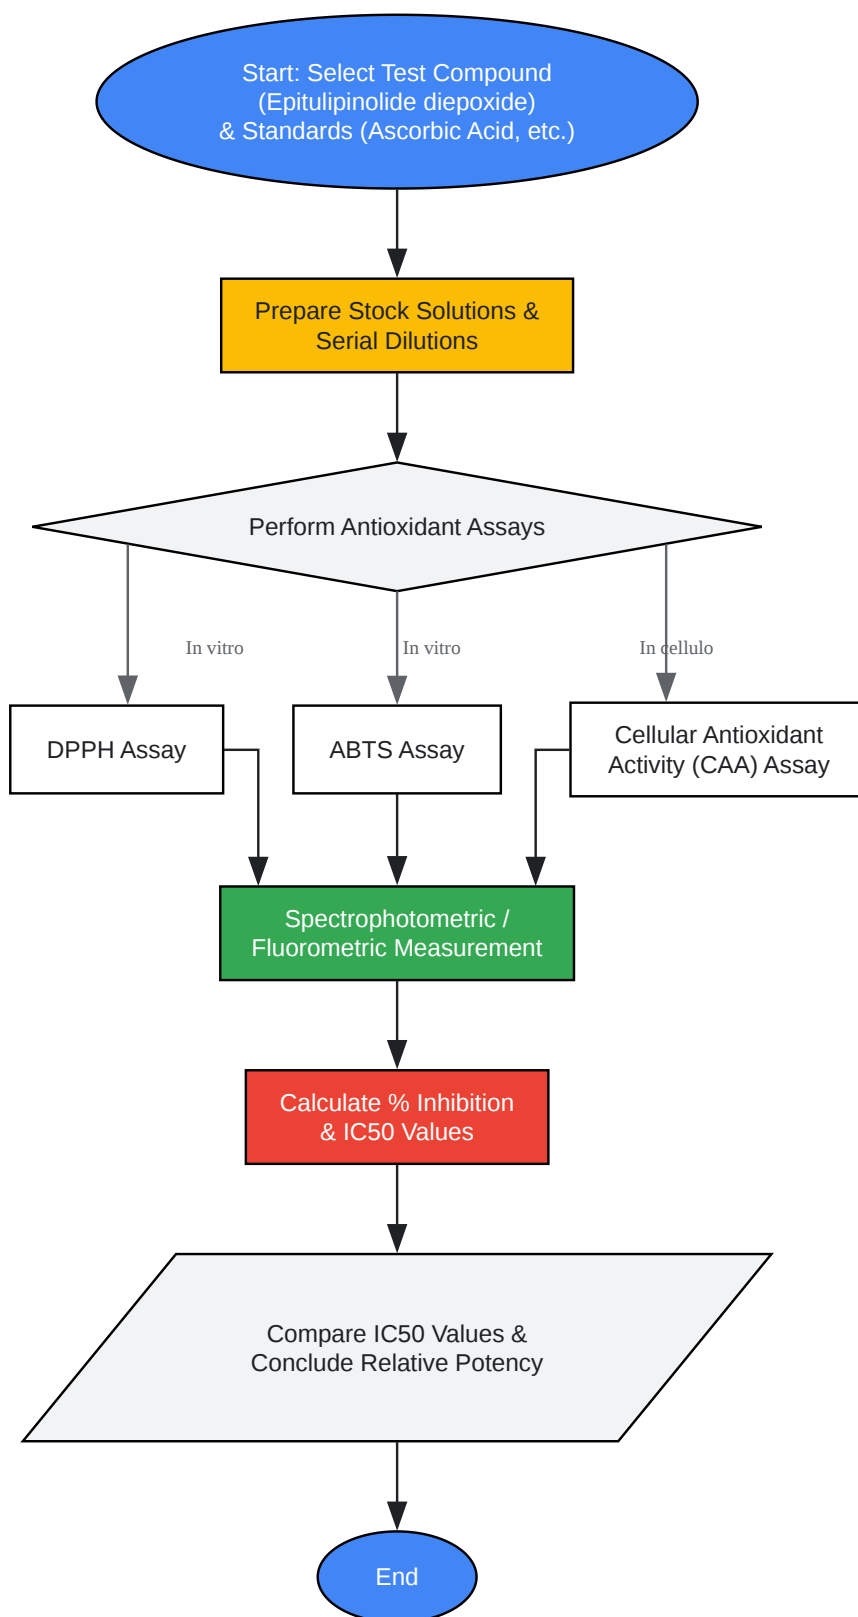 Start: Select Test Compound
(Epitulipinolide diepoxide)
& Standards (Ascorbic Acid, etc.)
Prepare Stock Solutions &
Serial Dilutions
Perform Antioxidant Assays
In vitro
In vitro
In cellulo
DPPH Assay
ABTS Assay
Cellular Antioxidant
Activity (CAA) Assay
Spectrophotometric /
Fluorometric Measurement
Calculate % Inhibition
& IC50 Values
Compare IC50 Values &
Conclude Relative Potency
End